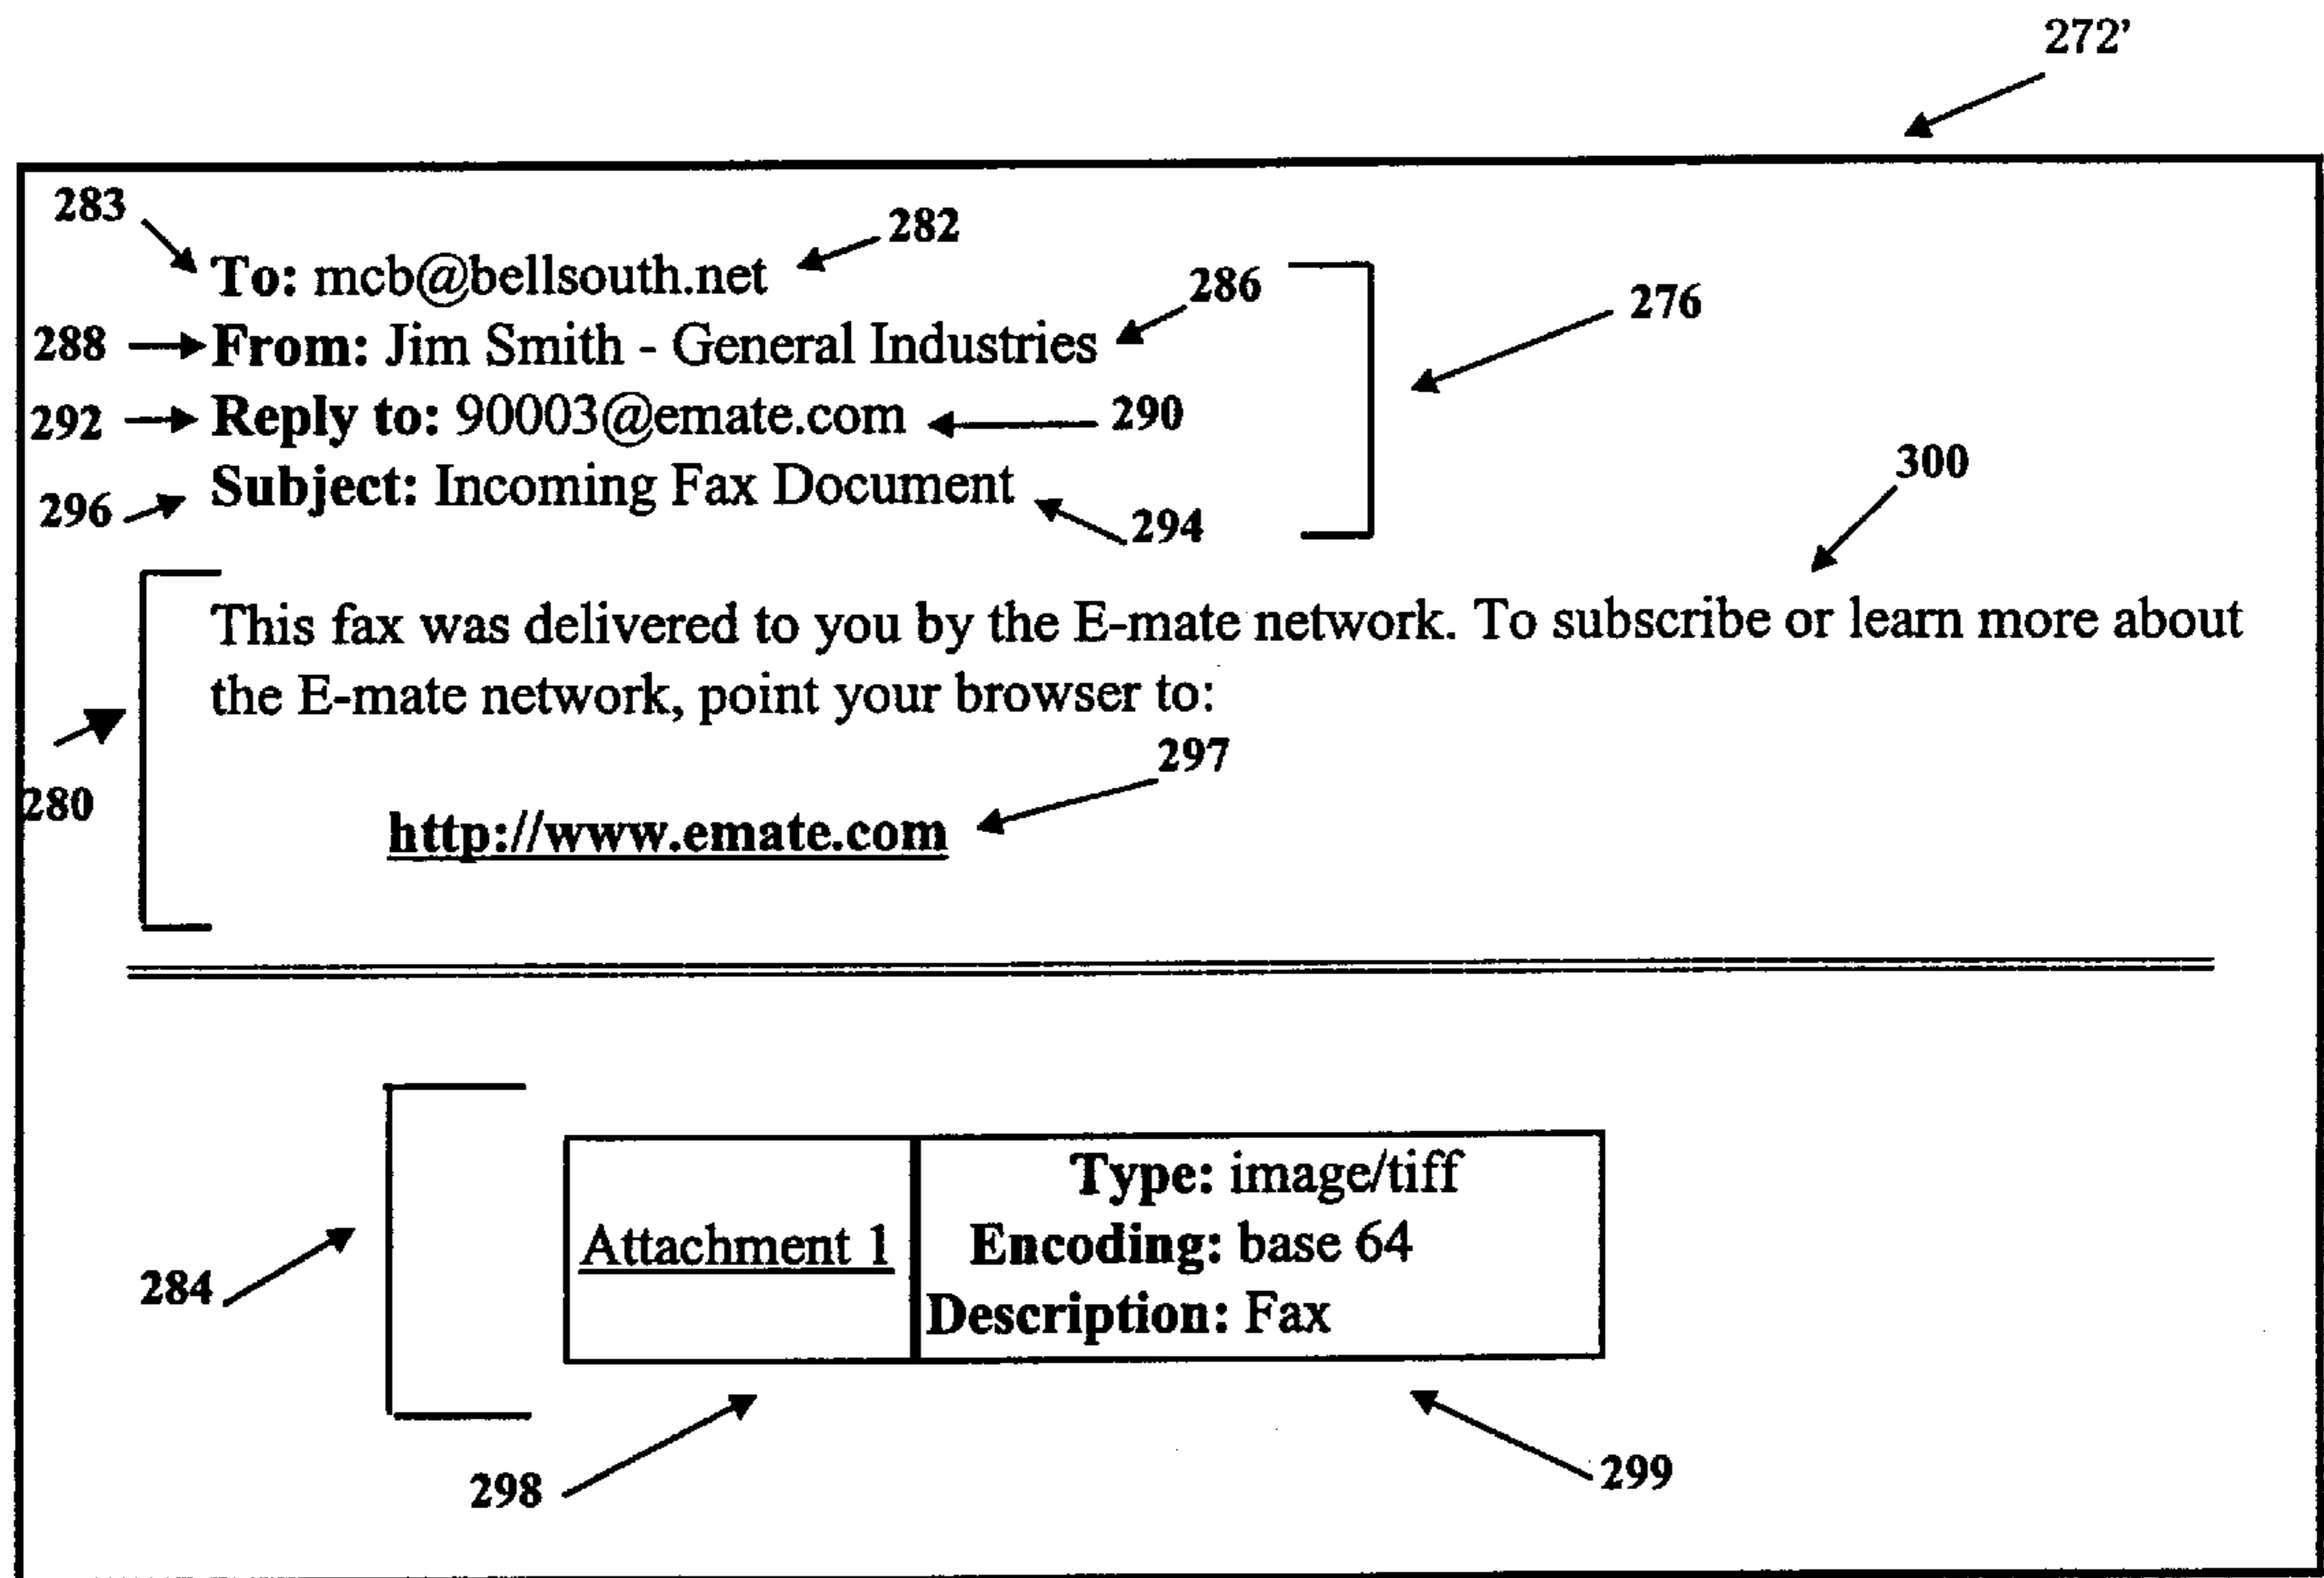 272’
283
282
To: mcb@bellsouth.net
286
276
288 From: Jim Smith - General Industries
292 Reply to: 90003@emate.com 290
300
296 Subject: Incoming Fax Document
294
This fax was delivered to you by the E-mate network. To subscribe or learn more about
the E-mate network, point your browser to:
297
280
http://www.emate.com
Type: image/tiff
Attachment 1 Encoding: base 64
284
Description: Fax
298
299